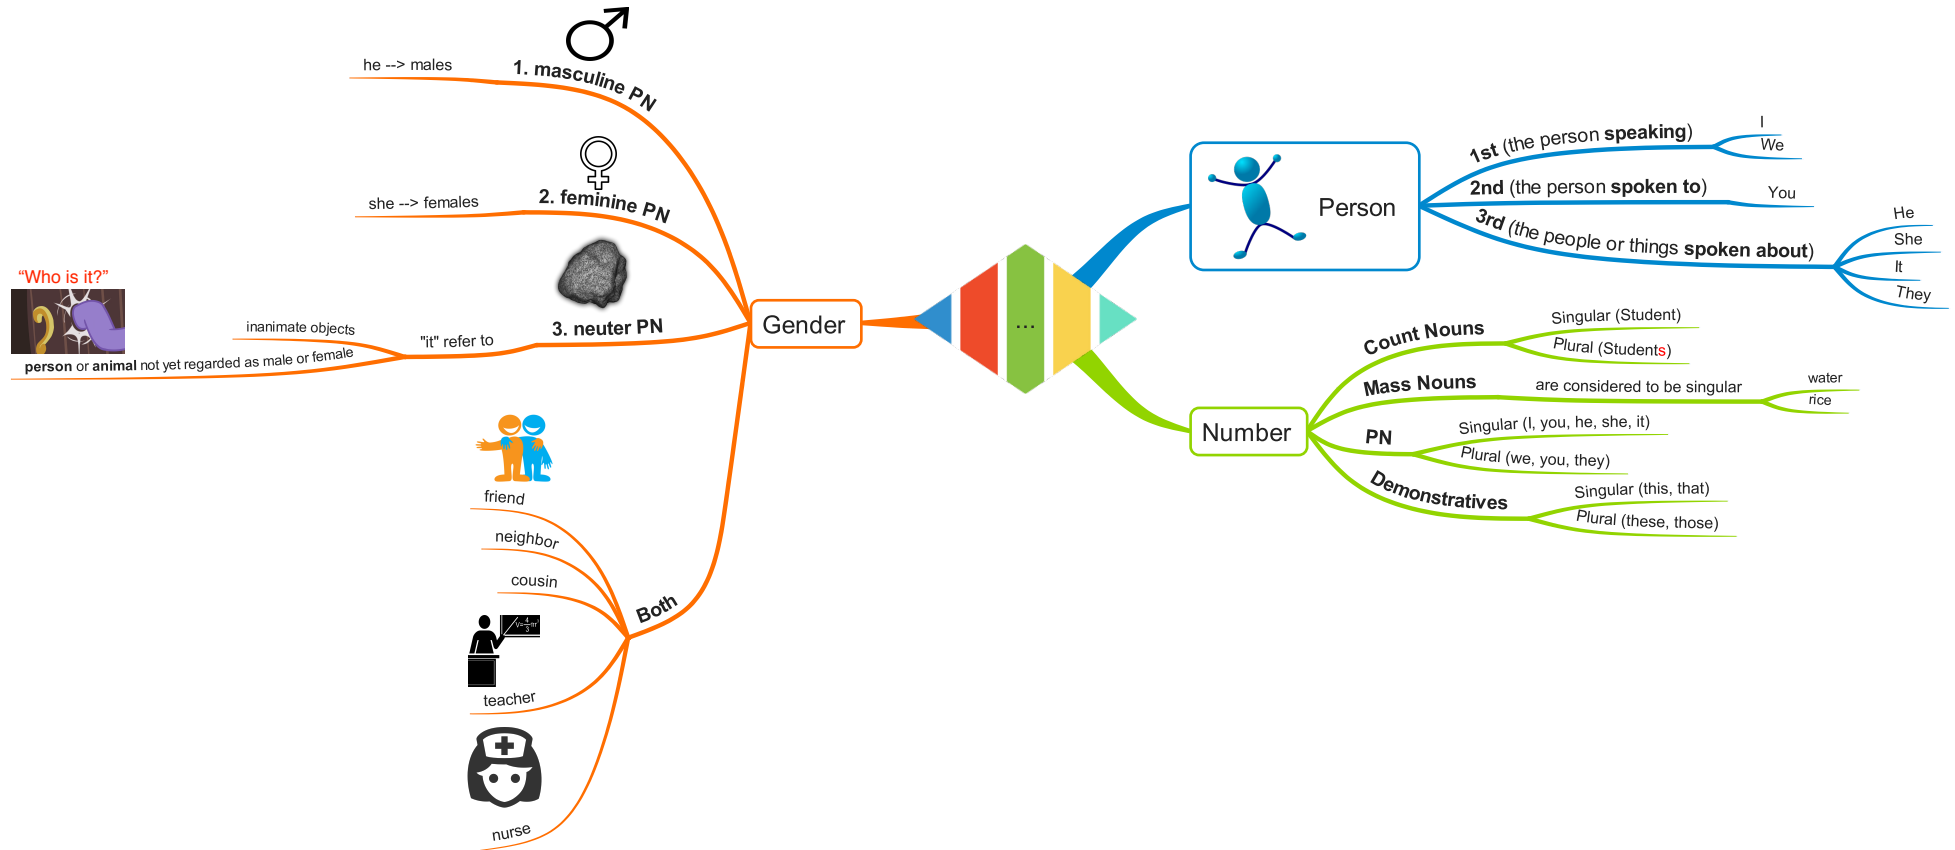 1. masculine PN
he --> males
2. feminine PN
she --> females
3. neuter PN
"it" refer to
inanimate objects
person or animal not yet regarded as male or female
“Who is it?”
Gender
Both
friend
neighbor
cousin
teacher
nurse
...
Person
1st (the person speaking)
I
We
2nd (the person spoken to)
You
3rd (the people or things spoken about)
He
She
It
They
Number
Count Nouns
Singular (Student)
Plural (Students)
Mass Nouns
are considered to be singular
water
rice
PN
Singular (I, you, he, she, it)
Plural (we, you, they)
Demonstratives
Singular (this, that)
Plural (these, those)